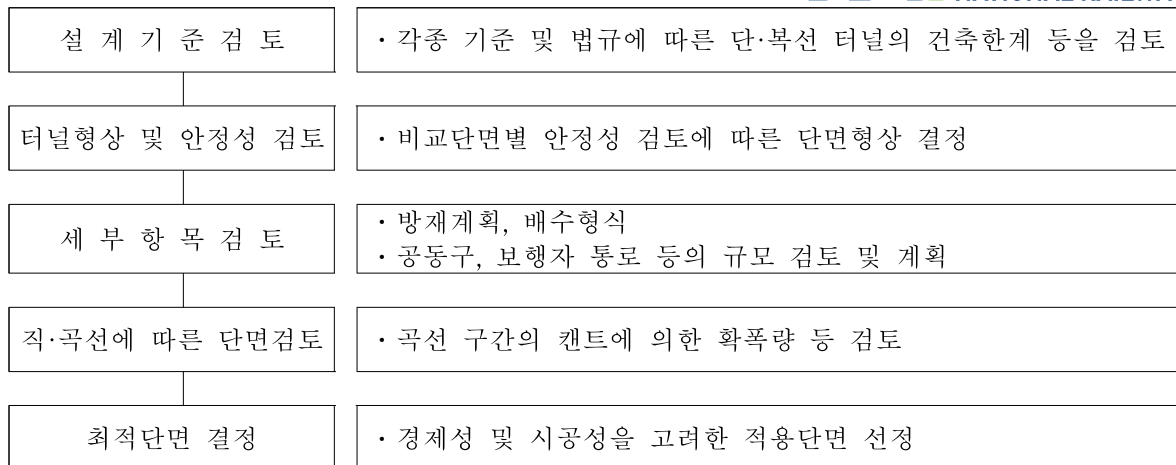 설 계 기 준 검 토
· 각종 기준 및 법규에 따른 단·복선 터널의 건축한계 등을 검토
터널형상 및 안정성 검토
· 비교단면별 안정성 검토에 따른 단면형상 결정
세 부 항 목 검 토
· 방재계획, 배수형식
· 공동구, 보행자 통로 등의 규모 검토 및 계획
직·곡선에 따른 단면검토
· 곡선 구간의 캔트에 의한 확폭량 등 검토
최적단면 결정
· 경제성 및 시공성을 고려한 적용단면 선정